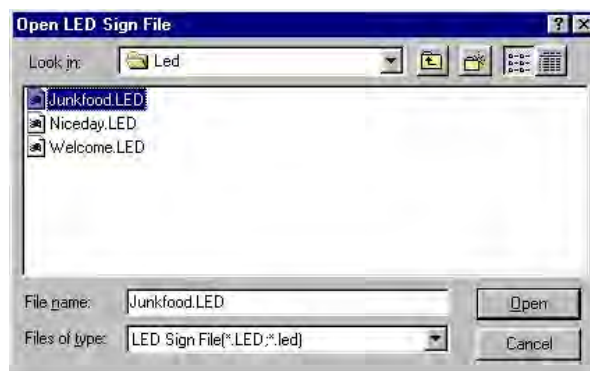 Open LED Sign File
Look in: Led
Junkfood.LED
Niceday.LED
Welcome.LED
File name: Junkfood.LED Open
Files of type: LED Sign File(*.LED;*.led) Cancel